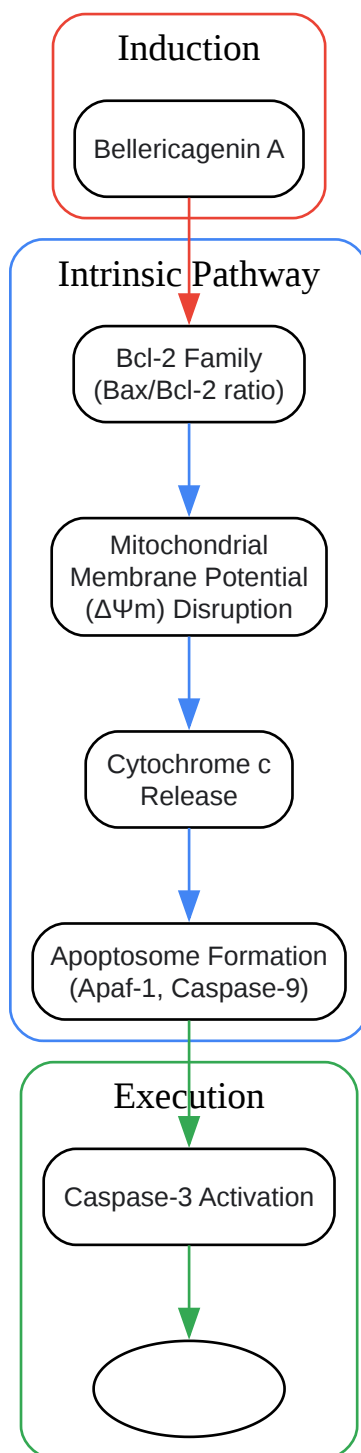 Induction
Bellericagenin A
Intrinsic Pathway
Bcl-2 Family
(Bax/Bcl-2 ratio)
Mitochondrial
Membrane Potential
(ΔΨm) Disruption
Cytochrome c
Release
Apoptosome Formation
(Apaf-1, Caspase-9)
Execution
Caspase-3 Activation